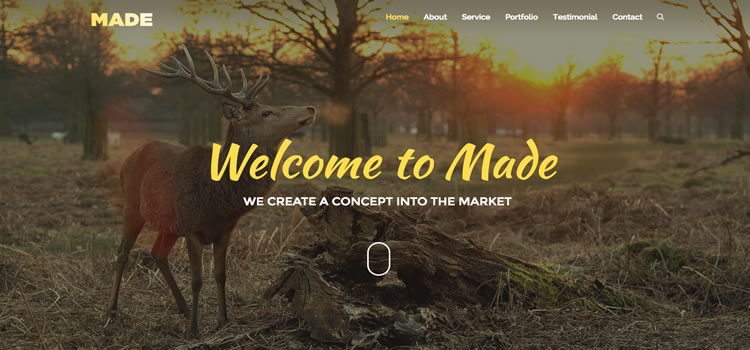 MADE
Home About Service Portfolio Testimonial Contact
Welcome to Made
WE CREATE A CONCEPT INTO THE MARKET